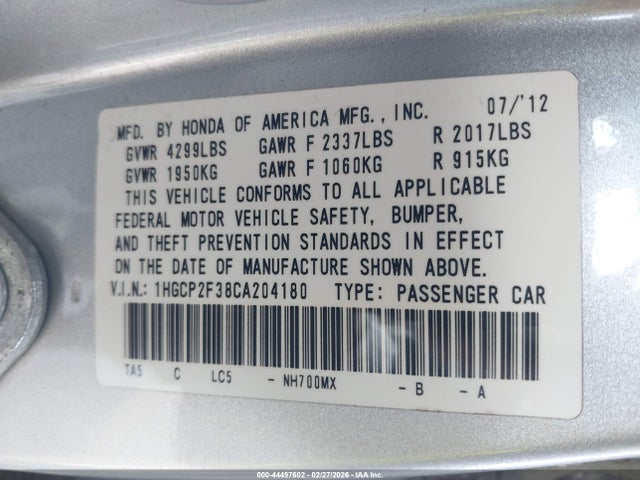 MFD. BY HONDA OF AMERICA MFG., INC. 07/'12
GVWR 4299LBS GAWR F 2337LBS R 2017LBS
GVWR 1950KG GAWR F 1060KG R 915KG
THIS VEHICLE CONFORMS TO ALL APPLICABLE
FEDERAL MOTOR VEHICLE SAFETY, BUMPER,
AND THEFT PREVENTION STANDARDS IN EFFECT
ON THE DATE OF MANUFACTURE SHOWN ABOVE.
V.I.N.: 1HGCP2F38CA204180 TYPE: PASSENGER CAR
TA5 C LC5 - NH700MX - B - A
000-44497602 - 02/27/2026 - IAA Inc.